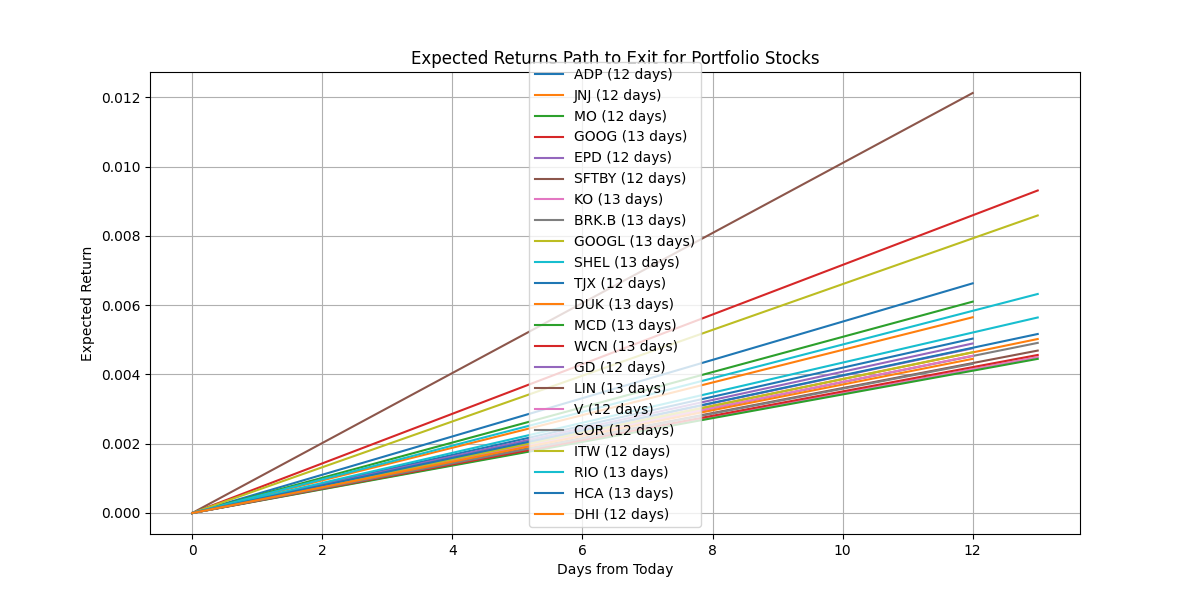 Expected Returns Path to Exit for Portfolio Stocks
ADP (12 days)
JNJ (12 days)
MO (12 days)
GOOG (13 days)
EPD (12 days)
SFTBY (12 days)
KO (13 days)
BRK.B (13 days)
GOOGL (13 days)
SHEL (13 days)
TJX (12 days)
DUK (13 days)
MCD (13 days)
WCN (13 days)
GD (12 days)
LIN (13 days)
V (12 days)
COR (12 days)
ITW (12 days)
RIO (13 days)
HCA (13 days)
DHI (12 days)
Expected Return
0.012
0.010
0.008
0.006
0.004
0.002
0.000
0 2 4 6 8 10 12
Days from Today